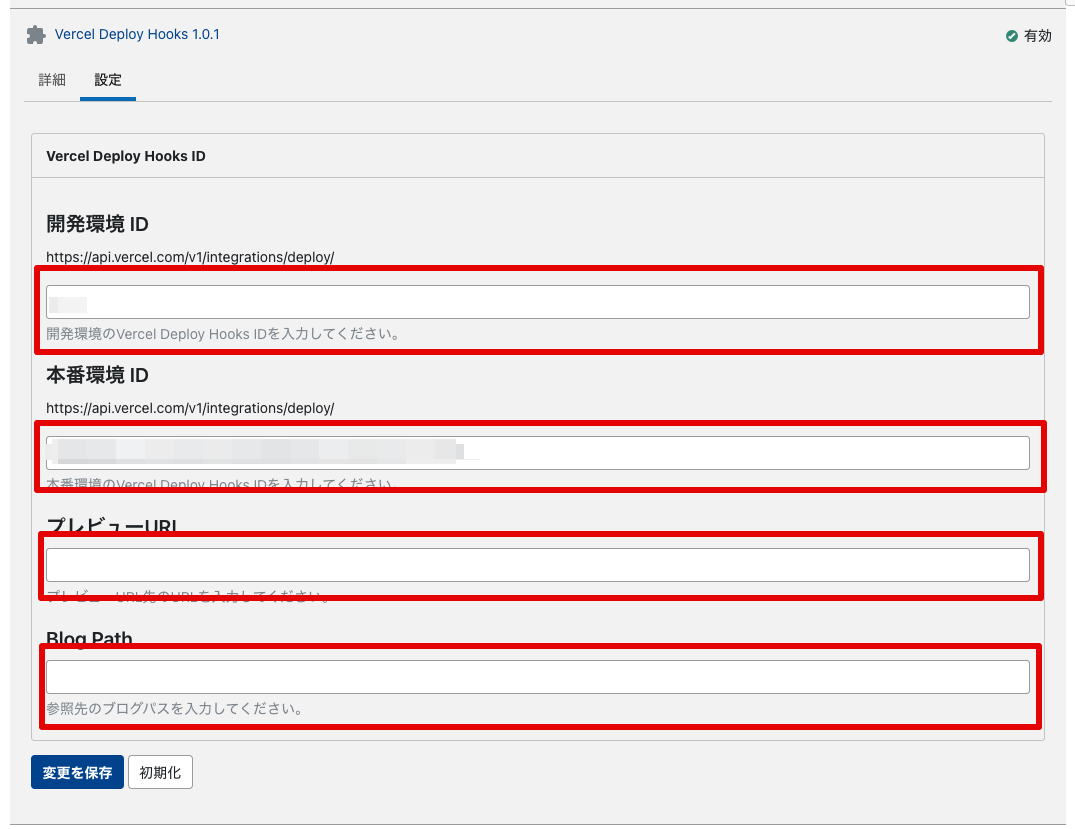 Vercel Deploy Hooks 1.0.1
有効
詳細
設定
Vercel Deploy Hooks ID
開発環境 ID
https://api.vercel.com/v1/integrations/deploy/
開発環境のVercel Deploy Hooks IDを入力してください。
本番環境 ID
https://api.vercel.com/v1/integrations/deploy/
本番環境のVercel Deploy Hooks IDを入力してください。
プレビューURL
プレビューURL先のURLを入力してください。
Blog Path
参照先のブログパスを入力してください。
変更を保存
初期化